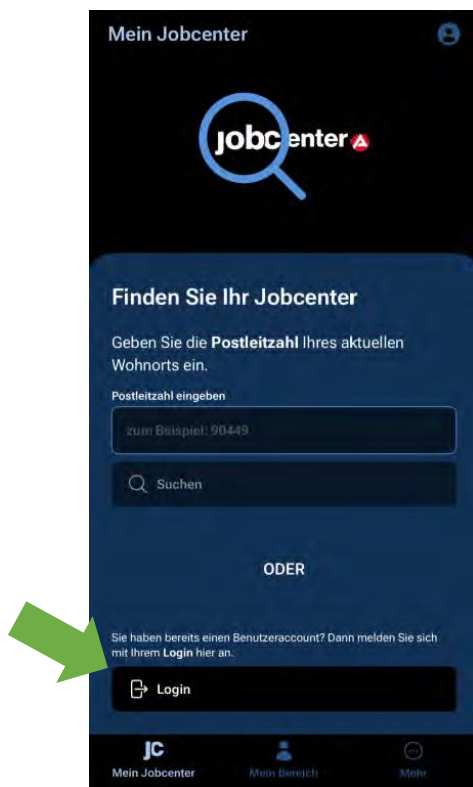 Mein Jobcenter
jobcenter
Finden Sie Ihr Jobcenter
Geben Sie die Postleitzahl Ihres aktuellen
Wohnorts ein.
Postleitzahl eingeben
zum Beispiel: 90449
Suchen
ODER
Sie haben bereits einen Benutzeraccount? Dann melden Sie sich
mit Ihrem Login hier an.
Login
JC
Mein Jobcenter Mein Bereich Mehr